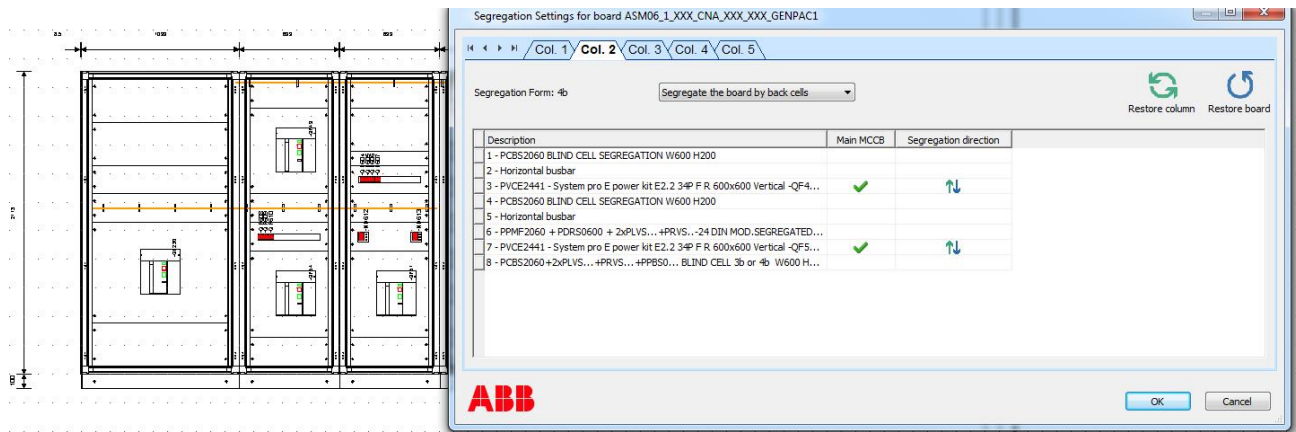 Segregation Settings for board ASM06_1_XXX_CNA_XXX_XXX_GENPAC1
Col. 1 Col. 2 Col. 3 Col. 4 Col. 5
Segregation Form: 4b
Segregate the board by back cells
Restore column Restore board
Description Main MCCB Segregation direction
1 - PCBS2060 BLIND CELL SEGREGATION W600 H200
2 - Horizontal busbar
3 - PVCE2441 - System pro E power kit E2.2 34P F R 600x600 Vertical -QF4...
4 - PCBS2060 BLIND CELL SEGREGATION W600 H200
5 - Horizontal busbar
6 - PPMF2060 + PDRS0600 + 2xPLVS...+PRVS..-24 DIN MOD.SEGREGATED...
7 - PVCE2441 - System pro E power kit E2.2 34P F R 600x600 Vertical -QF5...
8 - PCBS2060+2xPLVS...+PRVS...+PPBS0... BLIND CELL 3b or 4b W600 H...
ABB
OK Cancel